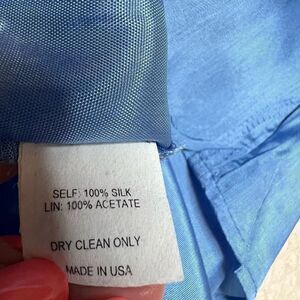 SELF: 100% SILK
LIN: 100% ACETATE
DRY CLEAN ONLY
MADE IN USA